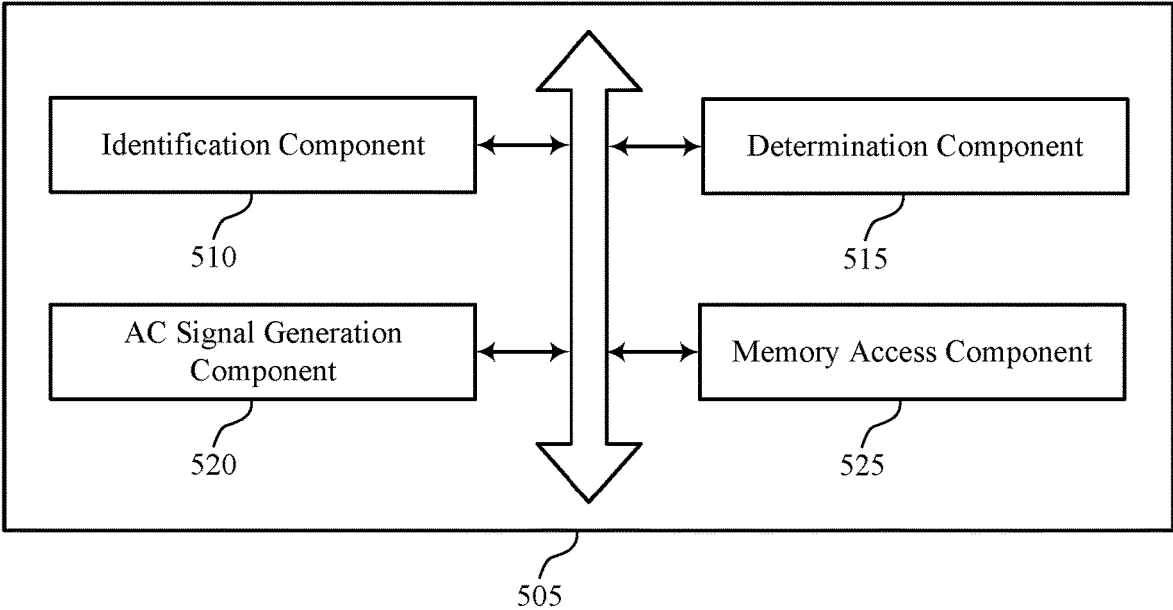 Identification Component
510
Determination Component
515
AC Signal Generation
Component
520
Memory Access Component
525
505